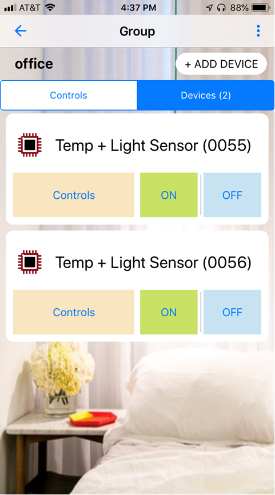 AT&T 4:37 PM 88%
Group
office + ADD DEVICE
Controls Devices (2)
Temp + Light Sensor (0055)
Controls ON OFF
Temp + Light Sensor (0056)
Controls ON OFF